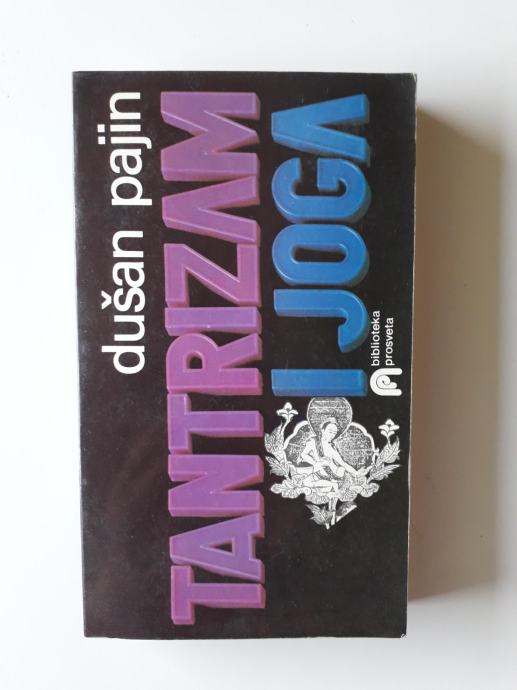 dušan pajin
TANTRIZAM
I JOGA
biblioteka
prosveta